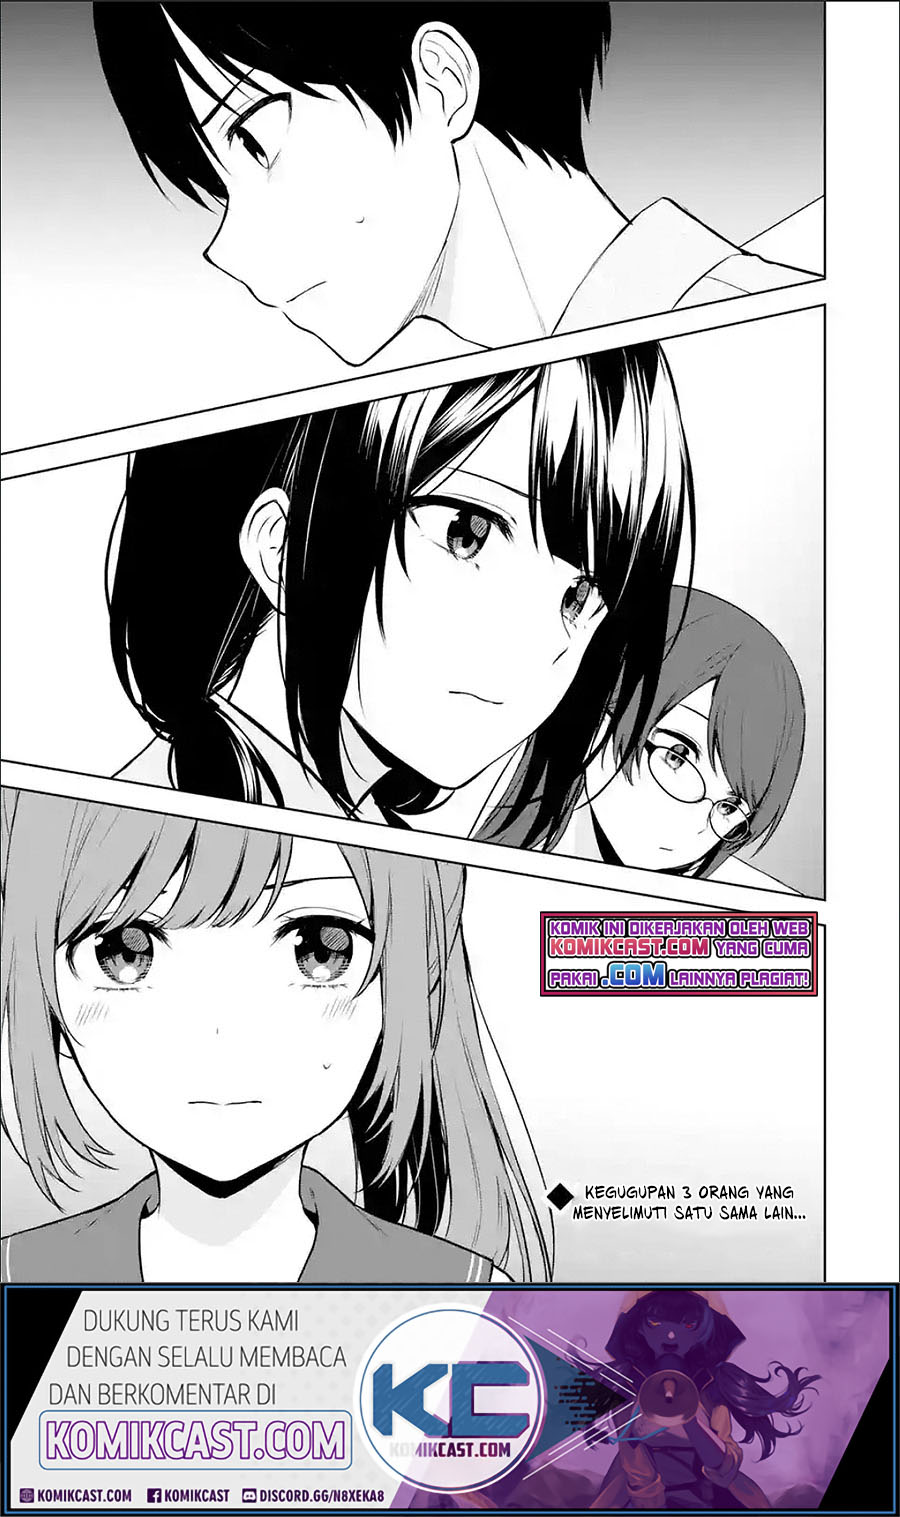 KOMIK INI DIKERJAKAN OLEH WEB
KOMIKCAST.COM YANG CUMA
PAKAI .COM LAINNYA PLAGIAT!
KEGUGUPAN 3 ORANG YANG
MENYELIMUTI SATU SAMA LAIN...
DUKUNG TERUS KAMI
DENGAN SELALU MEMBACA
DAN BERKOMENTAR DI
KOMIKCAST.COM
KC
KOMIKCAST.COM
KOMIKCAST.COM KOMIKCAST DISCORD.GG/N8XEKA8